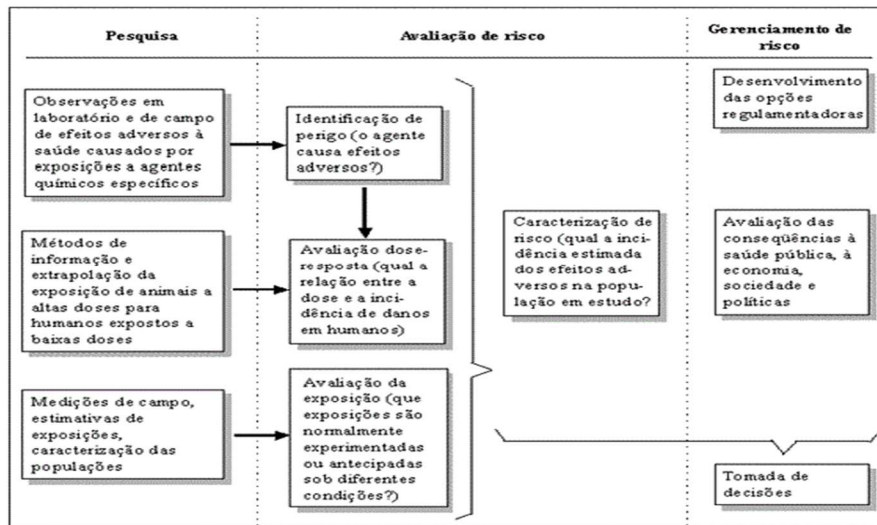 Pesquisa
Avaliação de risco
Gerenciamento de
risco
Observações em
laboratório e de campo
de efeitos adversos à
saúde causados por
exposições a agentes
químicos específicos
Identificação de
perigo (o agente
causa efeitos
adversos?)
Desenvolvimento
das opções
regulamentadoras
Métodos de
informação e
extrapolação da
exposição de animais a
altas doses para
humanos expostos a
baixas doses
Avaliação dose-
resposta (qual a
relação entre a
dose e a inci-
dência de danos
em humanos)
Caracterização de
risco (qual a inci-
dência estimada
dos efeitos ad-
versos na popu-
lação em estudo?
Avaliação das
conseqüências à
saúde pública, à
economia,
sociedade e
políticas
Medições de campo,
estimativas de
exposições,
caracterização das
populações
Avaliação da
exposição (que
exposições são
normalmente
experimentadas
ou antecipadas
sob diferentes
condições?)
Tomada de
decisões